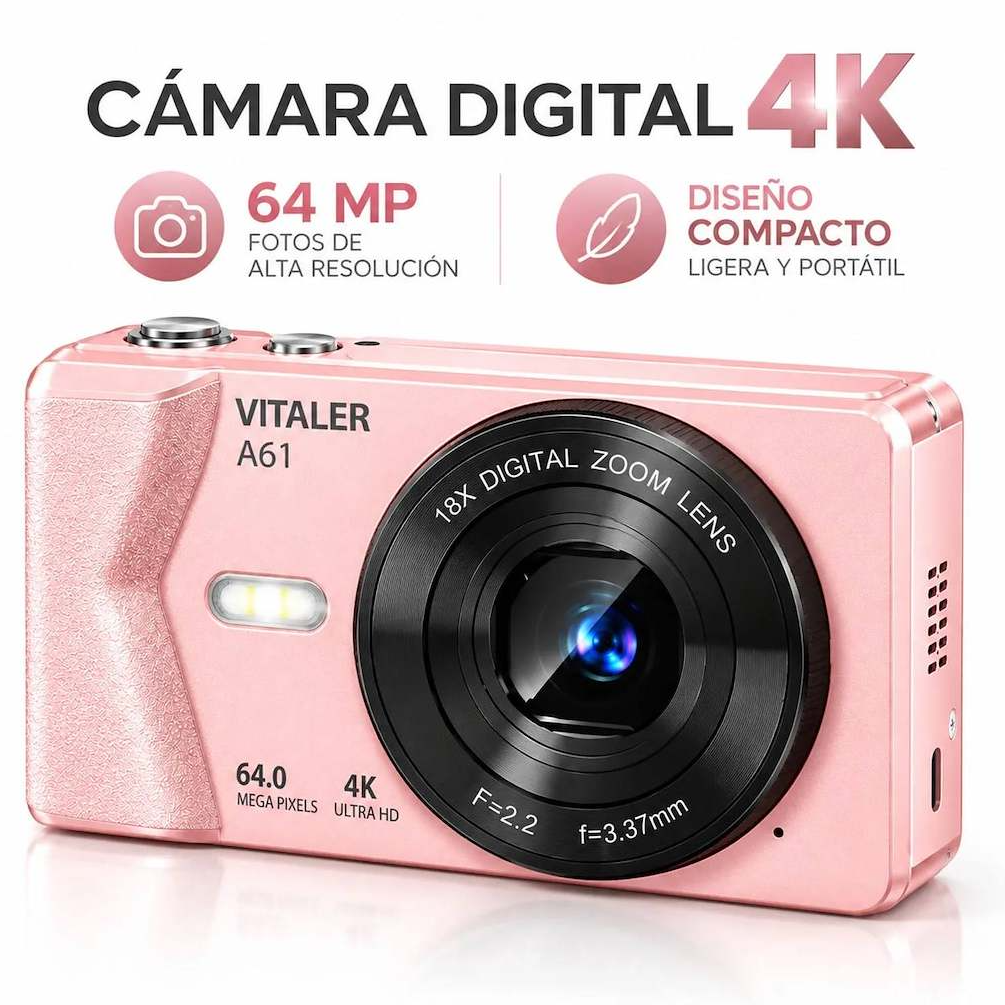 CÁMARA DIGITAL 4K
64 MP
FOTOS DE
ALTA RESOLUCIÓN
DISEÑO
COMPACTO
LIGERA Y PORTÁTIL
VITALER
A61
18X DIGITAL ZOOM LENS
64.0
MEGA PIXELS
4K
ULTRA HD
F=2.2
f=3.37mm